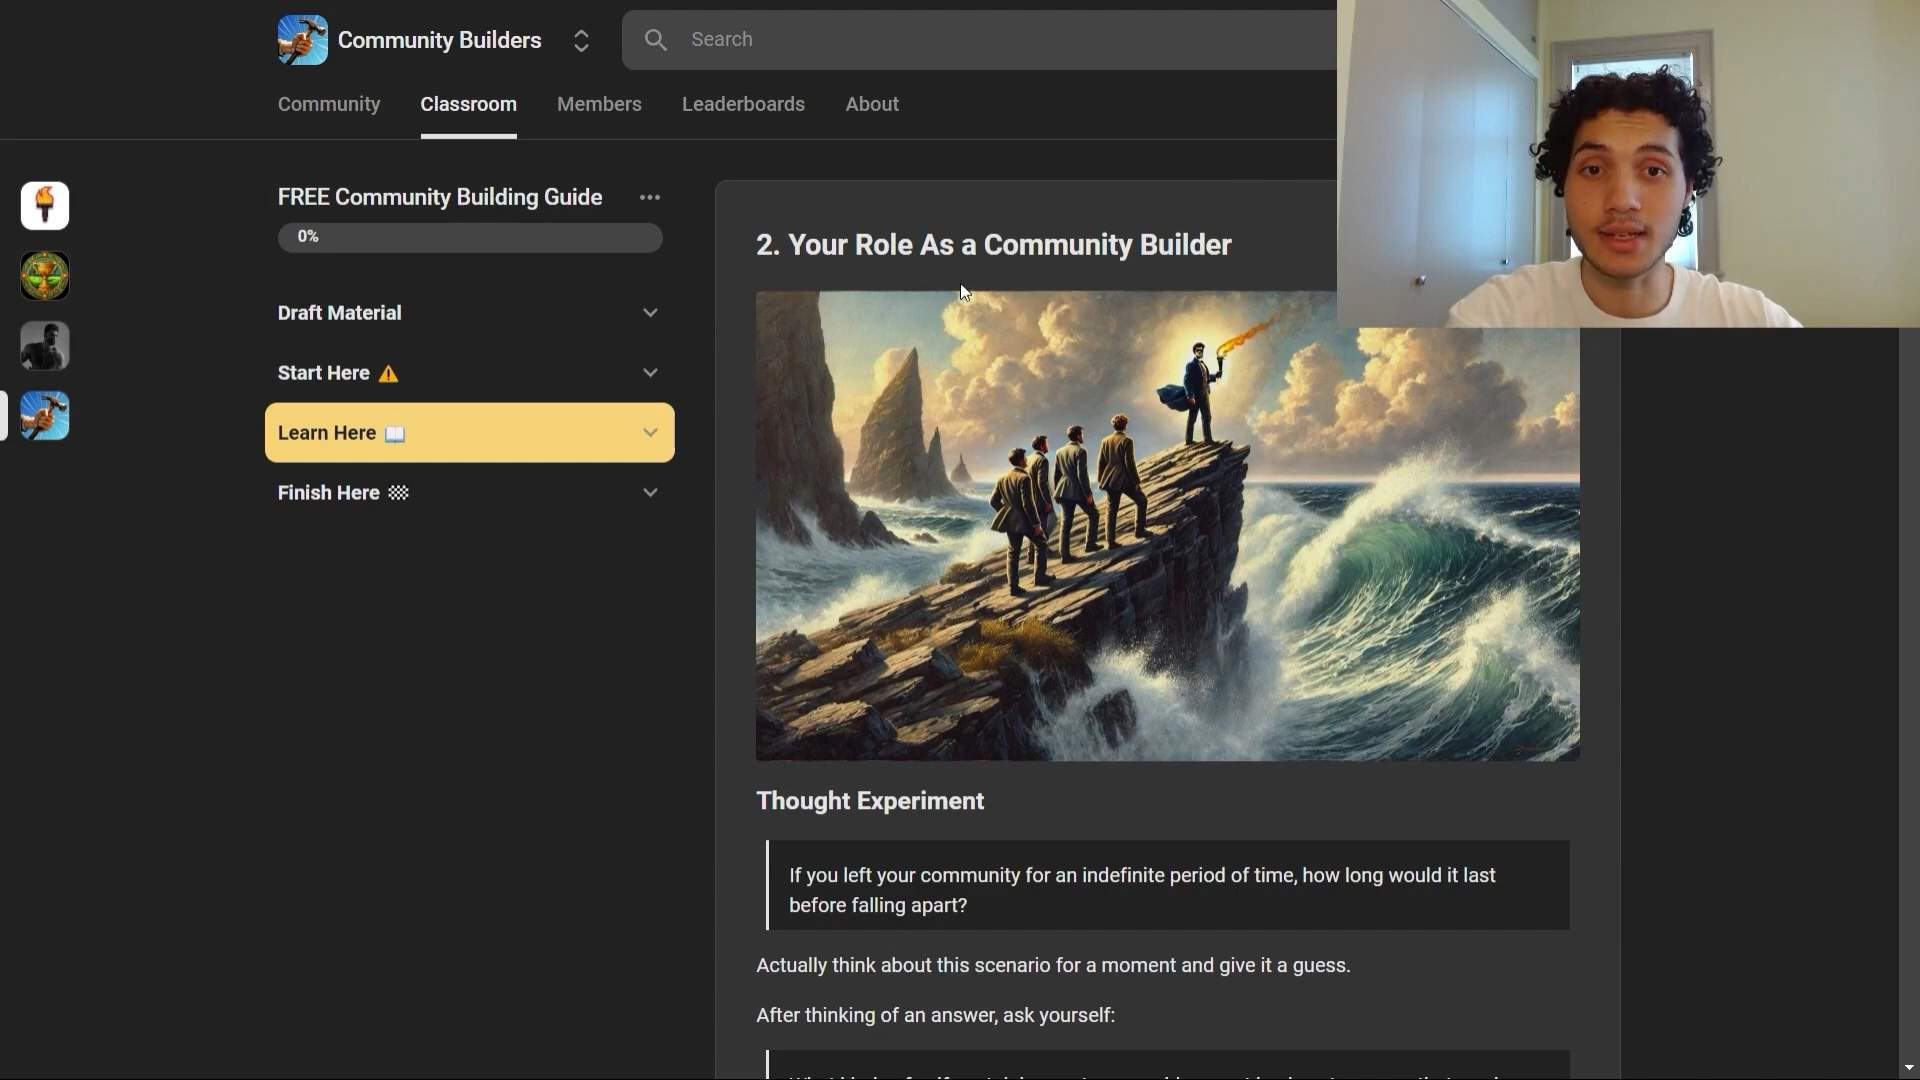 Community Builders
Search
Community
Classroom
Members
Leaderboards
About
FREE Community Building Guide
0%
Draft Material
Start Here ⚠️
Learn Here 📖
Finish Here 🏁
2. Your Role As a Community Builder
Thought Experiment
If you left your community for an indefinite period of time, how long would it last
before falling apart?
Actually think about this scenario for a moment and give it a guess.
After thinking of an answer, ask yourself: